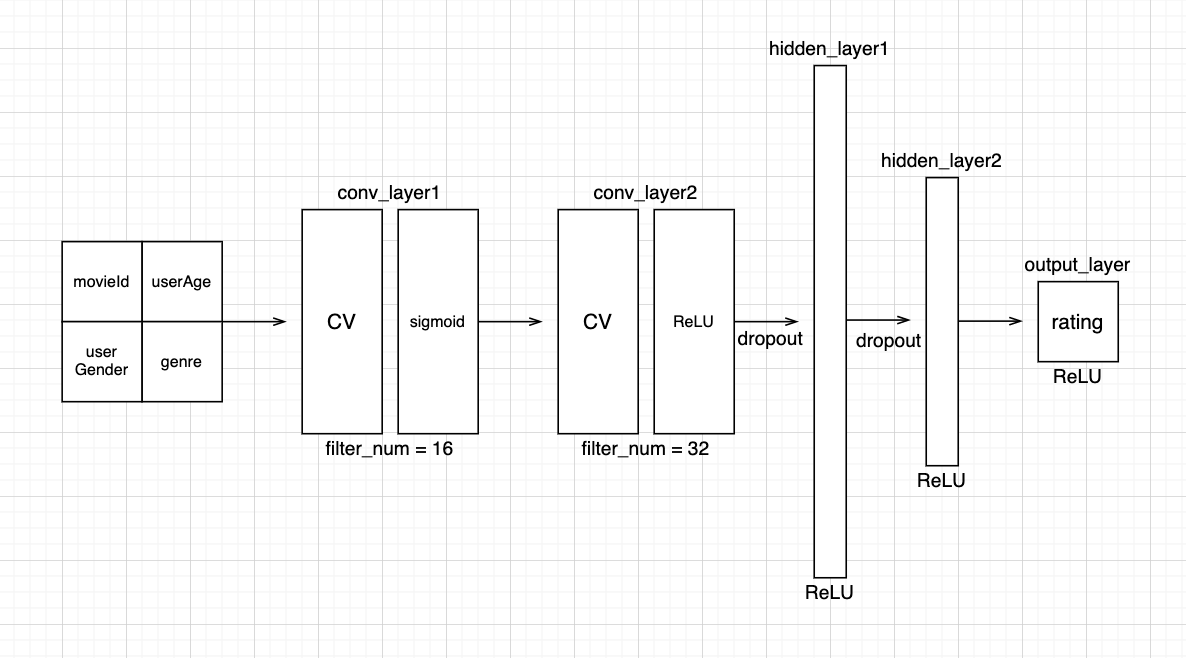 movieId
userAge
user
Gender
genre
conv_layer1
CV
sigmoid
filter_num = 16
conv_layer2
CV
ReLU
filter_num = 32
dropout
hidden_layer1
ReLU
dropout
hidden_layer2
ReLU
output_layer
rating
ReLU